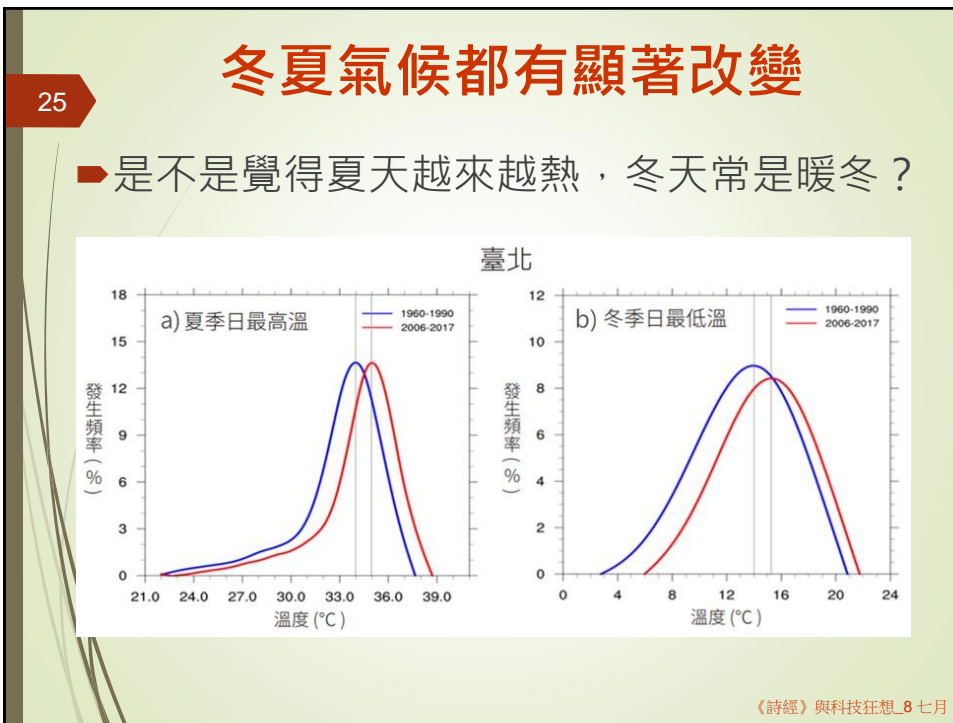 冬夏氣候都有顯著改變
25
是不是覺得夏天越來越熱，冬天常是暖冬？
臺北
a) 夏季日最高溫
1960-1990
2006-2017
發生頻率(%)
18
15
12
9
6
3
0
21.0 24.0 27.0 30.0 33.0 36.0 39.0
溫度(°C)
b) 冬季日最低溫
1960-1990
2006-2017
發生頻率(%)
12
10
8
6
4
2
0
0 4 8 12 16 20 24
溫度(°C)
《詩經》與科技狂想_8 七月